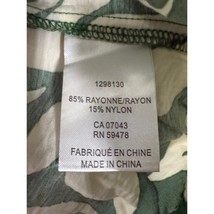 1298130
85% RAYONNE/RAYON
15% NYLON
CA 07043
RN 59478
FABRIQUÉ EN CHINE
MADE IN CHINA